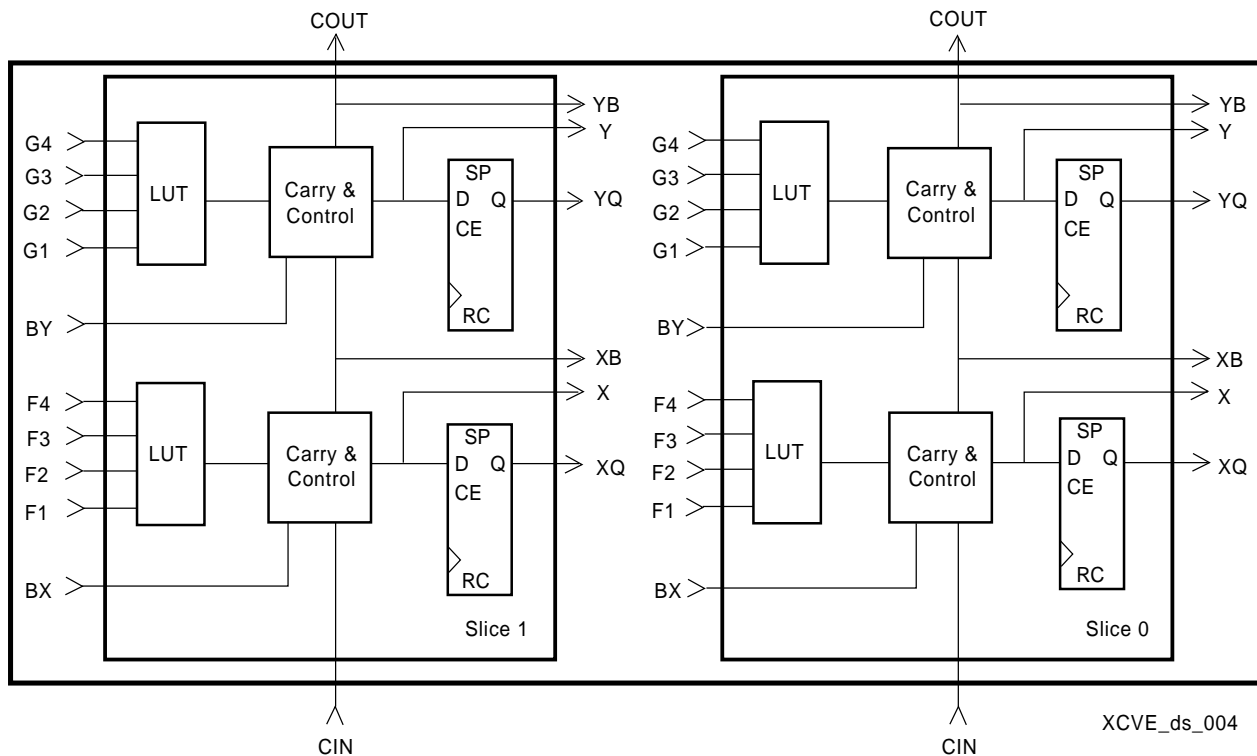 COUT
COUT
YB
Y
G4
G3
G2
G1
LUT
Carry &
Control
SP
D Q
CE
RC
YQ
BY
XB
X
F4
F3
F2
F1
LUT
Carry &
Control
SP
D Q
CE
RC
XQ
BX
Slice 1
CIN
YB
Y
G4
G3
G2
G1
LUT
Carry &
Control
SP
D Q
CE
RC
YQ
BY
XB
X
F4
F3
F2
F1
LUT
Carry &
Control
SP
D Q
CE
RC
XQ
BX
Slice 0
CIN
XCVE_ds_004